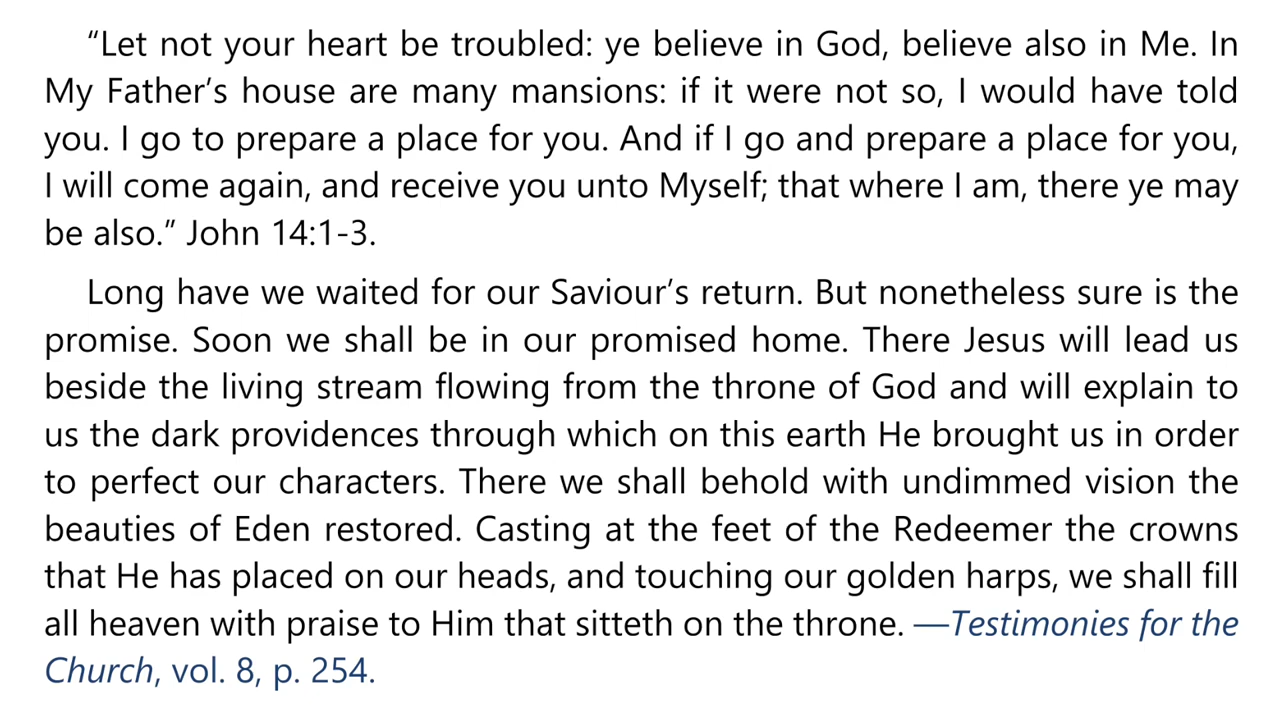 “Let not your heart be troubled: ye believe in God, believe also in Me. In
My Father’s house are many mansions: if it were not so, I would have told
you. I go to prepare a place for you. And if I go and prepare a place for you,
I will come again, and receive you unto Myself; that where I am, there ye may
be also.” John 14:1-3.
Long have we waited for our Saviour’s return. But nonetheless sure is the
promise. Soon we shall be in our promised home. There Jesus will lead us
beside the living stream flowing from the throne of God and will explain to
us the dark providences through which on this earth He brought us in order
to perfect our characters. There we shall behold with undimmed vision the
beauties of Eden restored. Casting at the feet of the Redeemer the crowns
that He has placed on our heads, and touching our golden harps, we shall fill
all heaven with praise to Him that sitteth on the throne. —Testimonies for the
Church, vol. 8, p. 254.